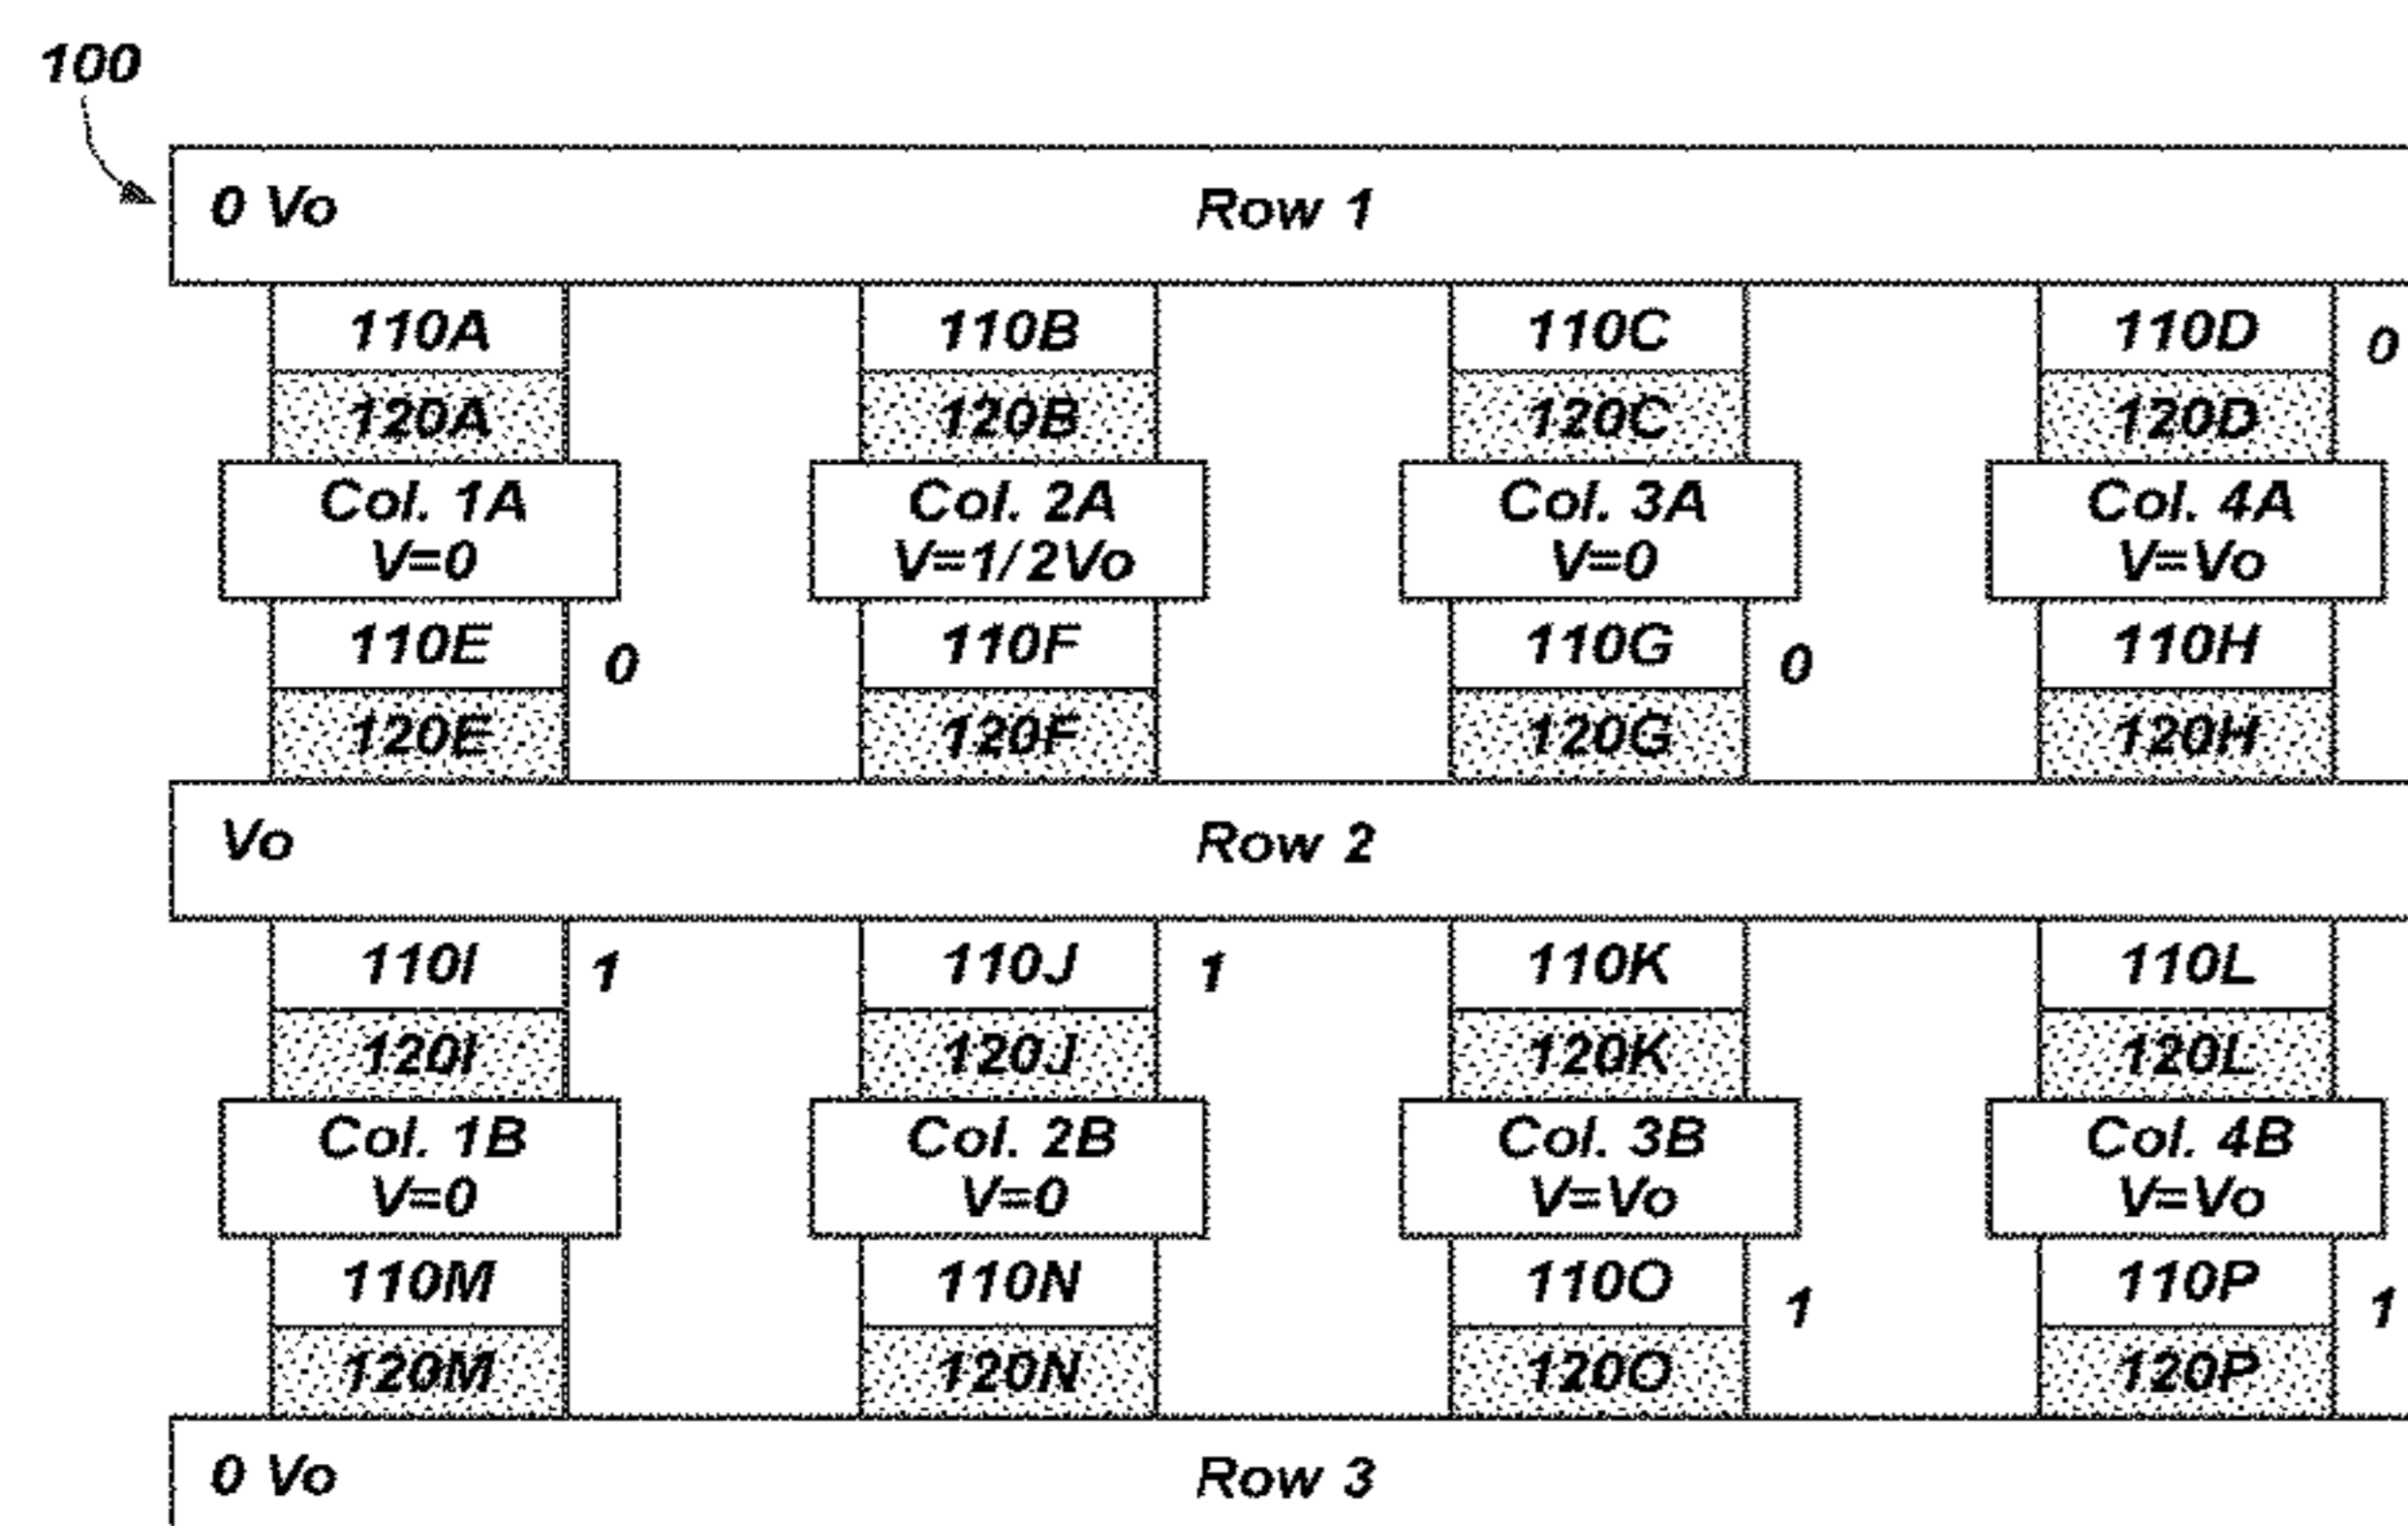 100
0 Vo Row 1
110A 110B 110C 110D 0
120A 120B 120C 120D
Col. 1A Col. 2A Col. 3A Col. 4A
V=0 V=1/2Vo V=0 V=Vo
110E 0 110F 110G 0 110H
120E 120F 120G 120H
Vo Row 2
110I 1 110J 1 110K 110L
120I 120J 120K 120L
Col. 1B Col. 2B Col. 3B Col. 4B
V=0 V=0 V=Vo V=Vo
110M 110N 110O 1 110P 1
120M 120N 120O 120P
0 Vo Row 3